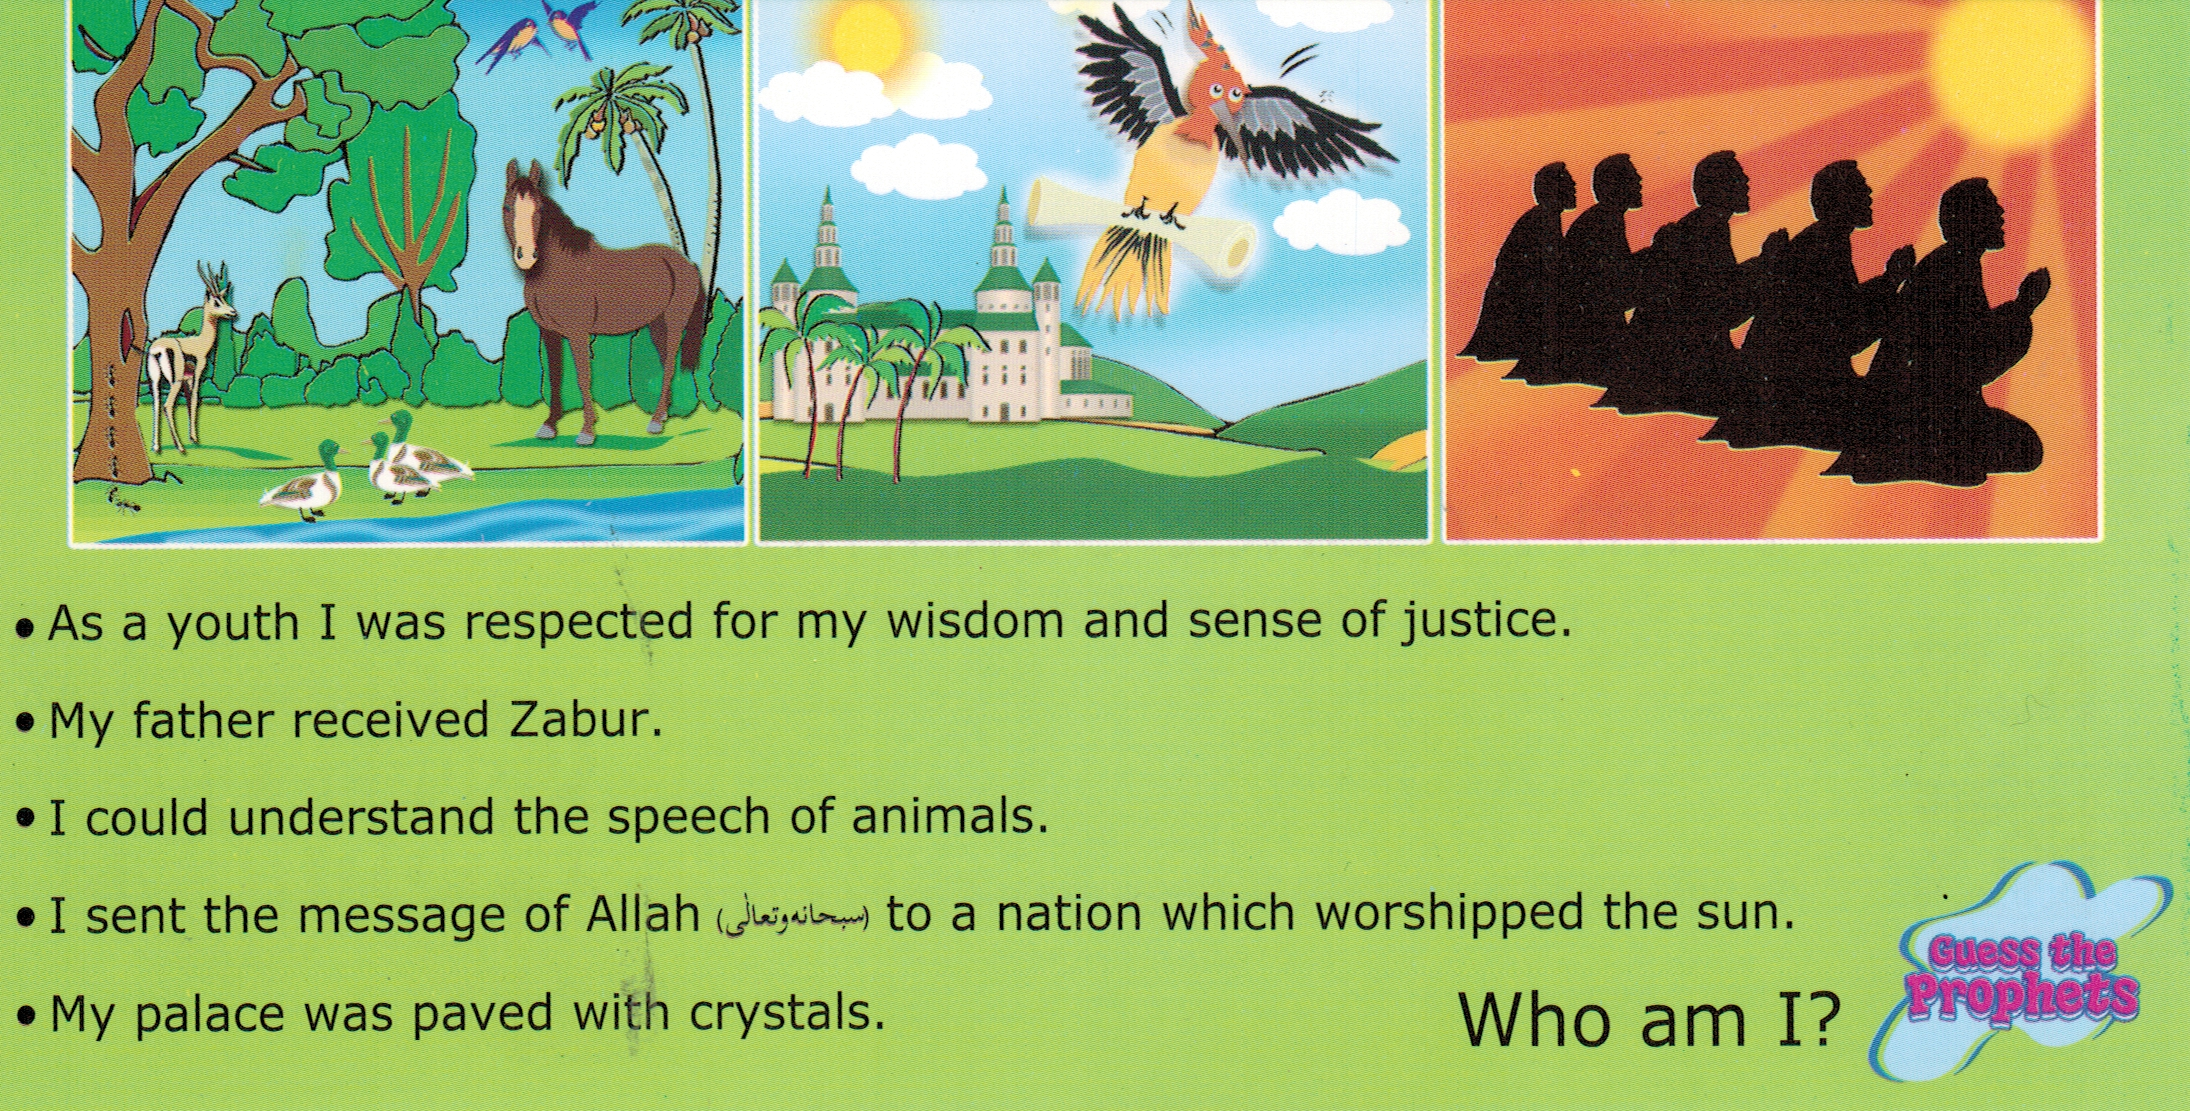 • As a youth I was respected for my wisdom and sense of justice.
• My father received Zabur.
• I could understand the speech of animals.
• I sent the message of Allah (سبحانه وتعالى) to a nation which worshipped the sun.
• My palace was paved with crystals.
Who am I?
Guess the
Prophets